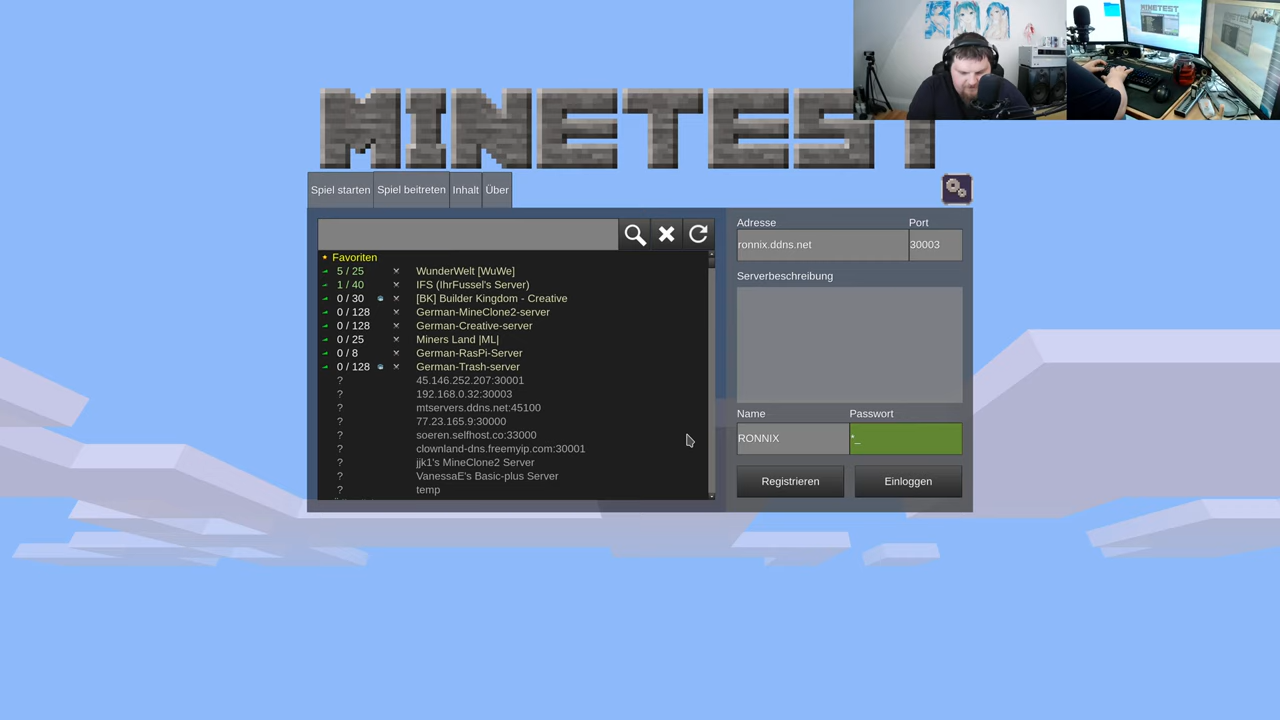 MINETEST
Spiel starten
Spiel beitreten
Inhalt
Über
Favoriten
5 / 25 WunderWelt [WuWe]
1 / 40 IFS (IhrFussel's Server)
0 / 30 [BK] Builder Kingdom - Creative
0 / 128 German-MineClone2-server
0 / 128 German-Creative-server
0 / 25 Miners Land |ML|
0 / 8 German-RasPi-Server
0 / 128 German-Trash-server
? 45.146.252.207:30001
? 192.168.0.32:30003
? mtservers.ddns.net:45100
? 77.23.165.9:30000
? soeren.selfhost.co:33000
? clownland-dns.freemyip.com:30001
? jjk1's MineClone2 Server
? VanessaE's Basic-plus Server
? temp
Adresse
Port
ronnix.ddns.net
30003
Serverbeschreibung
Name
Passwort
RONNIX
*_
Registrieren
Einloggen